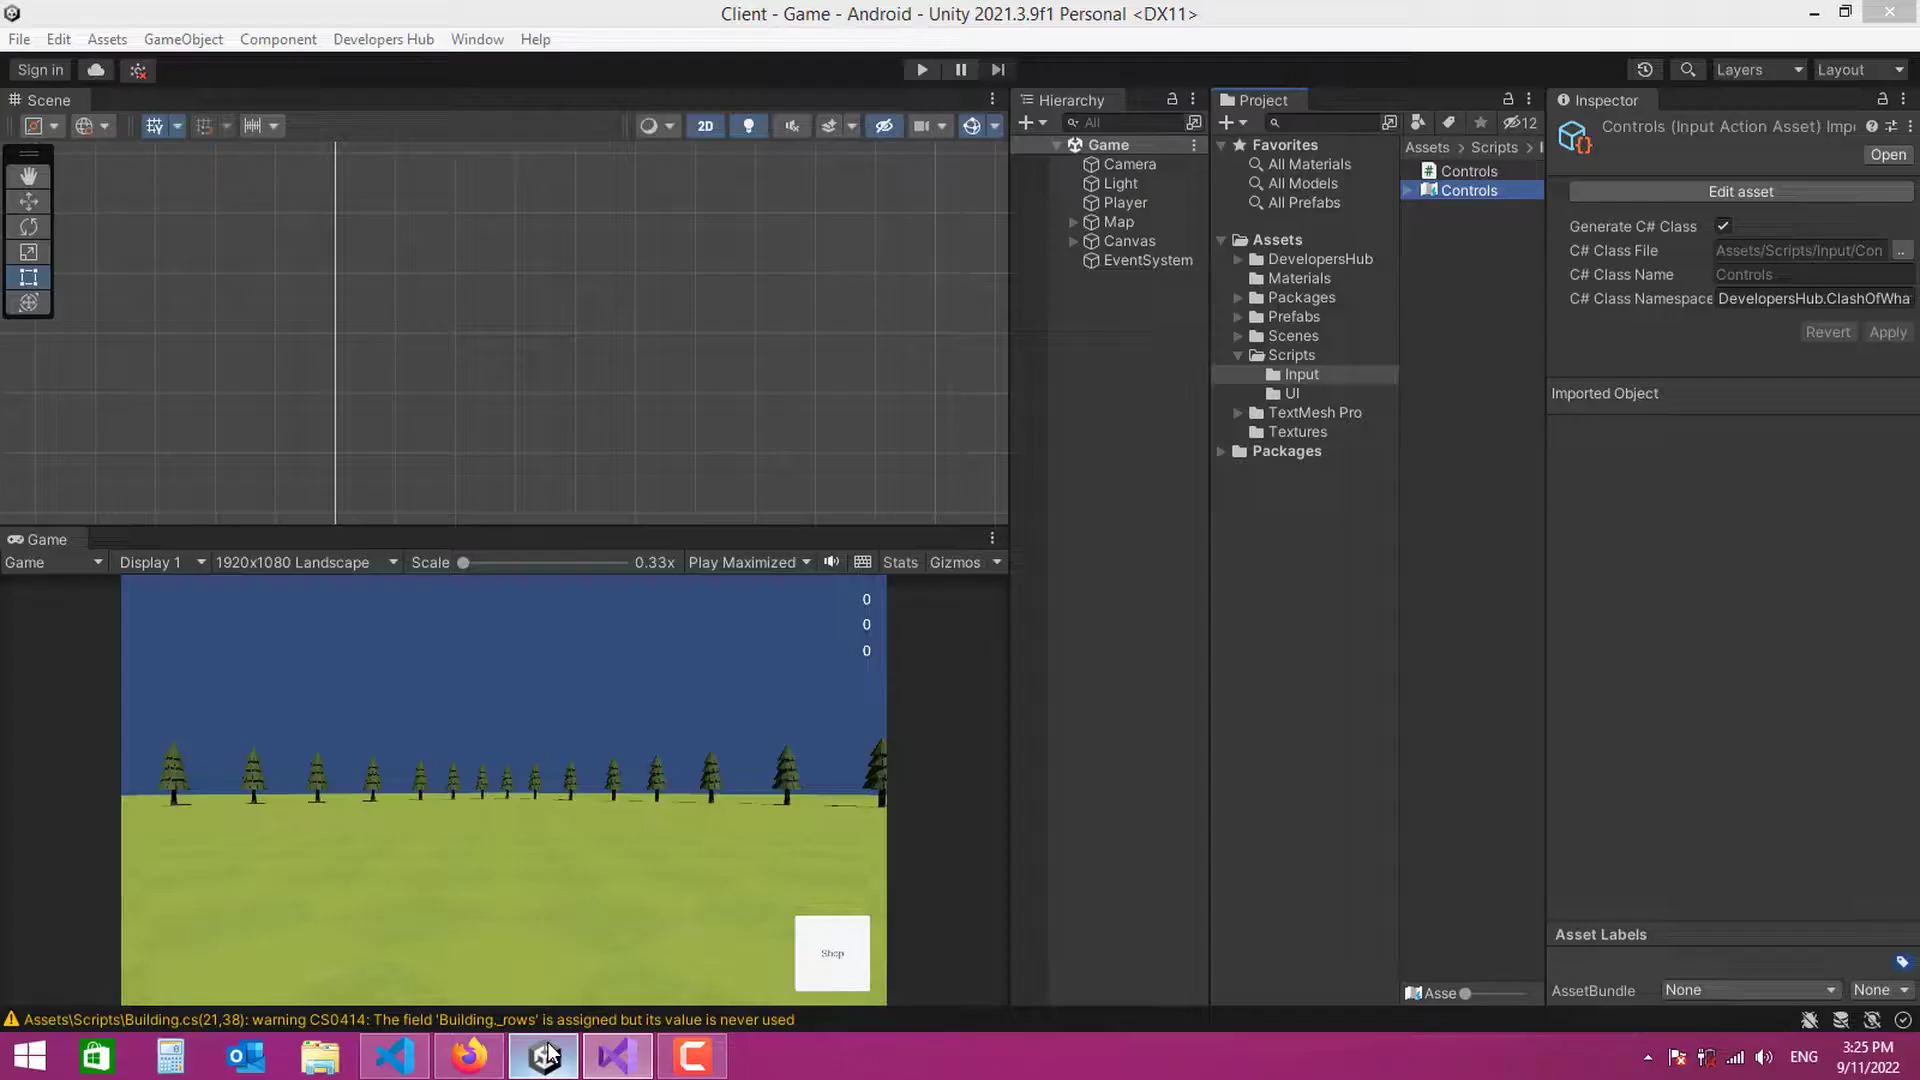 Client - Game - Android - Unity 2021.3.9f1 Personal <DX11>
File Edit Assets GameObject Component Developers Hub Window Help
Sign in
Layers Layout
Scene
2D
Hierarchy
All
Game
Camera
Light
Player
Map
Canvas
EventSystem
Project
12
Favorites
All Materials
All Models
All Prefabs
Assets
DevelopersHub
Materials
Packages
Prefabs
Scenes
Scripts
Input
UI
TextMesh Pro
Textures
Packages
Assets > Scripts >
Controls
Controls
Asse
Inspector
Controls (Input Action Asset) Imp
Open
Edit asset
Generate C# Class
C# Class File Assets/Scripts/Input/Con ..
C# Class Name Controls
C# Class Namespace DevelopersHub.ClashOfWha
Revert Apply
Imported Object
Asset Labels
AssetBundle None None
Game
Game Display 1 1920x1080 Landscape Scale 0.33x Play Maximized Stats Gizmos
0
0
0
Shop
Assets\Scripts\Building.cs(21,38): warning CS0414: The field 'Building._rows' is assigned but its value is never used
ENG
3:25 PM
9/11/2022